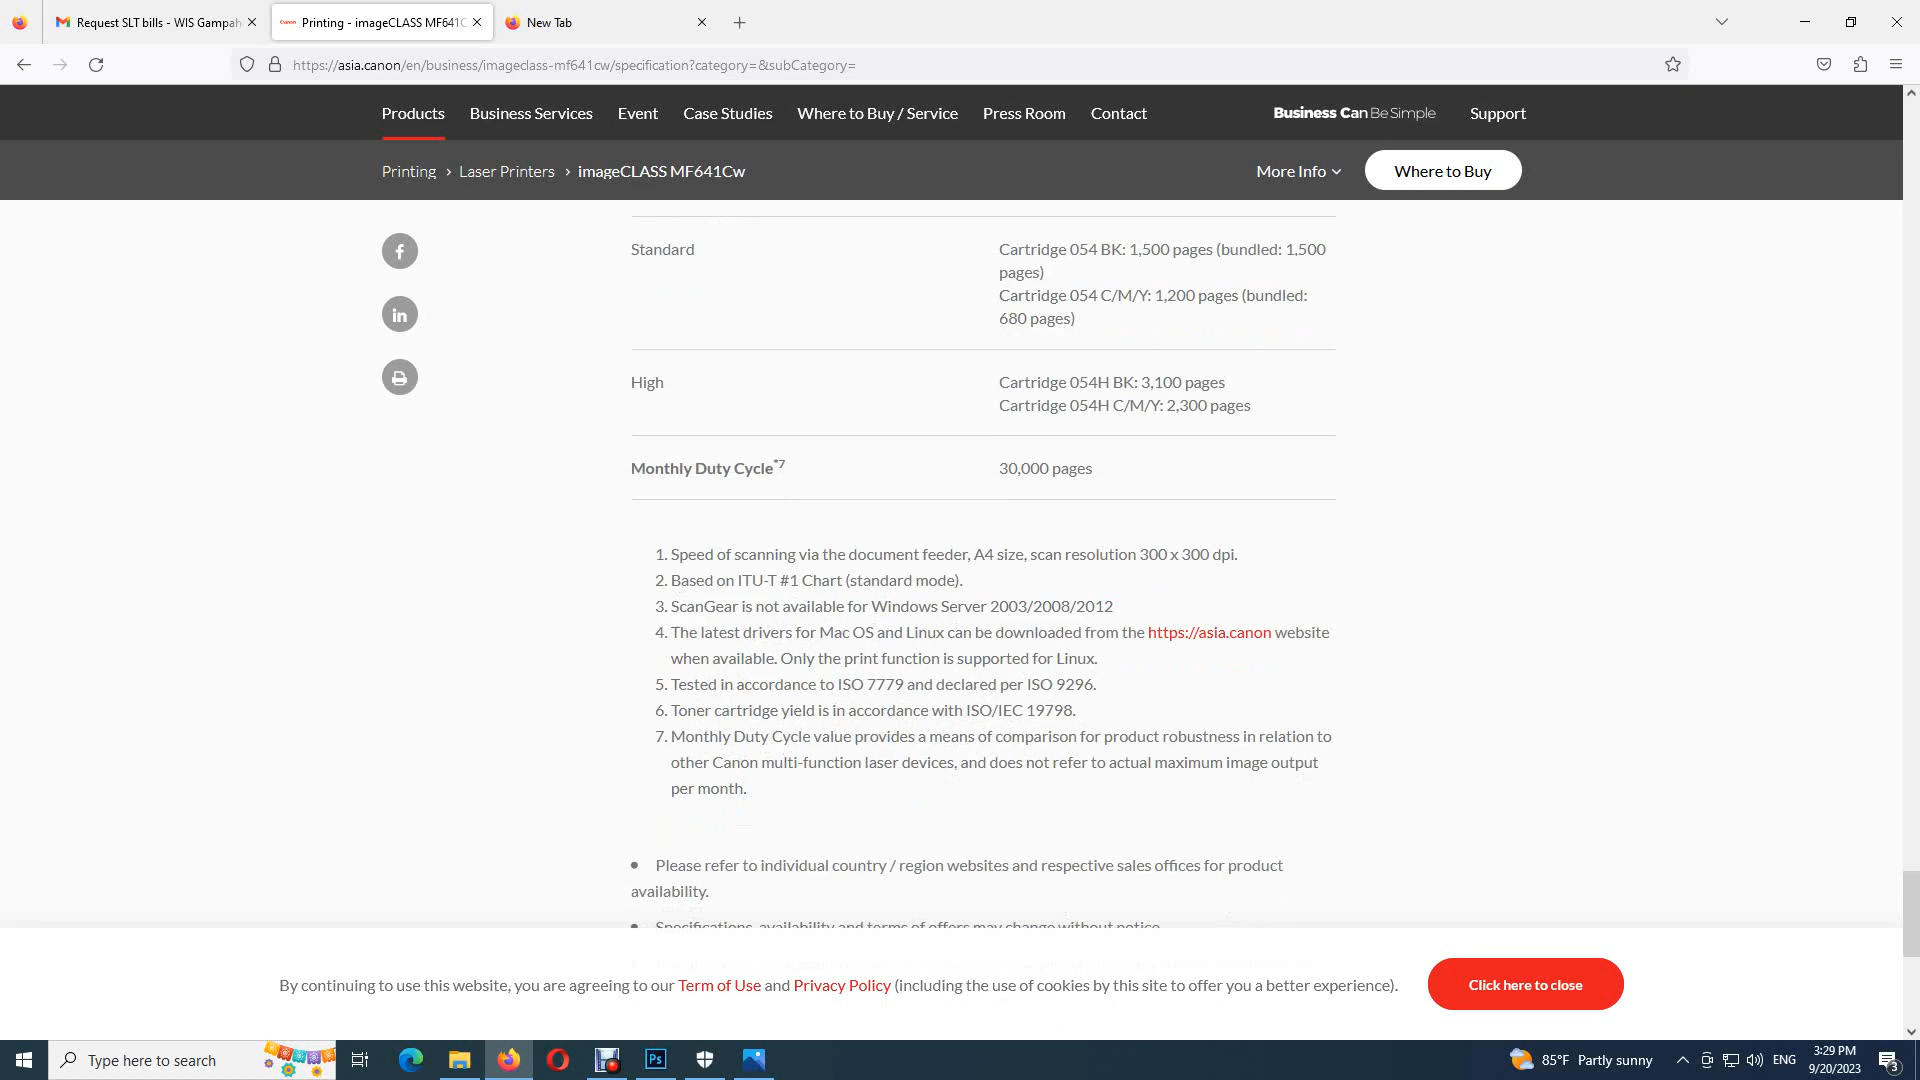 Request SLT bills - WIS Gampah
Canon Printing - imageCLASS MF641C
New Tab
https://asia.canon/en/business/imageclass-mf641cw/specification?category=&subCategory=
Products Business Services Event Case Studies Where to Buy / Service Press Room Contact Business Can Be Simple Support
Printing › Laser Printers › imageCLASS MF641Cw More Info Where to Buy
Standard
Cartridge 054 BK: 1,500 pages (bundled: 1,500
pages)
Cartridge 054 C/M/Y: 1,200 pages (bundled:
680 pages)
High
Cartridge 054H BK: 3,100 pages
Cartridge 054H C/M/Y: 2,300 pages
Monthly Duty Cycle*7 30,000 pages
1. Speed of scanning via the document feeder, A4 size, scan resolution 300 x 300 dpi.
2. Based on ITU-T #1 Chart (standard mode).
3. ScanGear is not available for Windows Server 2003/2008/2012
4. The latest drivers for Mac OS and Linux can be downloaded from the https://asia.canon website
when available. Only the print function is supported for Linux.
5. Tested in accordance to ISO 7779 and declared per ISO 9296.
6. Toner cartridge yield is in accordance with ISO/IEC 19798.
7. Monthly Duty Cycle value provides a means of comparison for product robustness in relation to
other Canon multi-function laser devices, and does not refer to actual maximum image output
per month.
• Please refer to individual country / region websites and respective sales offices for product
availability.
• Specifications, availability and terms of offers may change without notice.
By continuing to use this website, you are agreeing to our Term of Use and Privacy Policy (including the use of cookies by this site to offer you a better experience). Click here to close
Type here to search
Ps
85°F Partly sunny
ENG
3:29 PM
9/20/2023
3